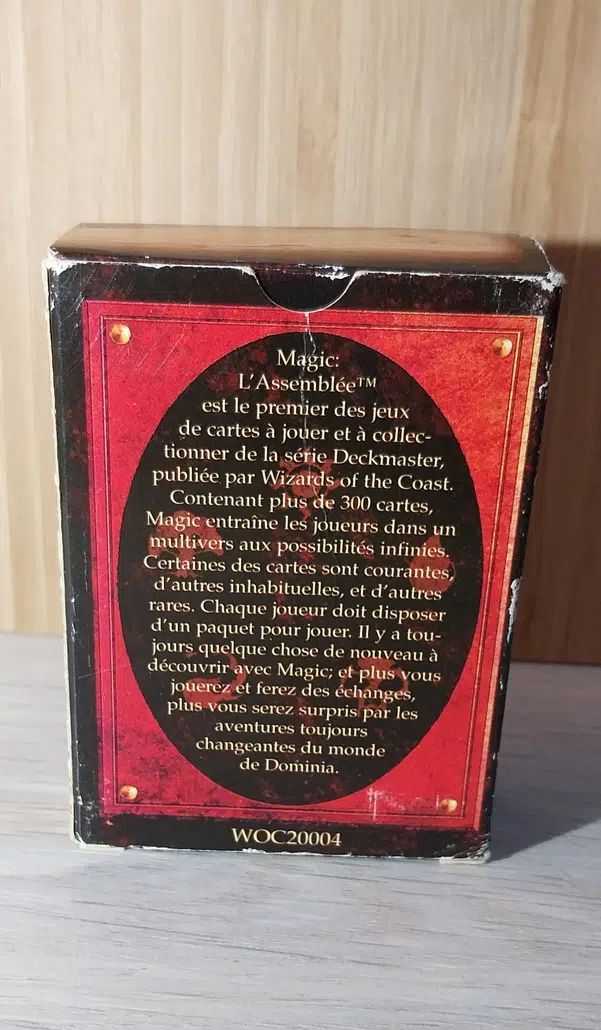 Magic:
L'Assemblée™
est le premier des jeux
de cartes à jouer et à collec-
tionner de la série Deckmaster,
publiée par Wizards of the Coast.
Contenant plus de 300 cartes,
Magic entraîne les joueurs dans un
multivers aux possibilités infinies.
Certaines des cartes sont courantes,
d'autres inhabituelles, et d'autres
rares. Chaque joueur doit disposer
d'un paquet pour jouer. Il y a tou-
jours quelque chose de nouveau à
découvrir avec Magic; et plus vous
jouerez et ferez des échanges,
plus vous serez surpris par les
aventures toujours
changeantes du monde
de Dominia.
WOC20004